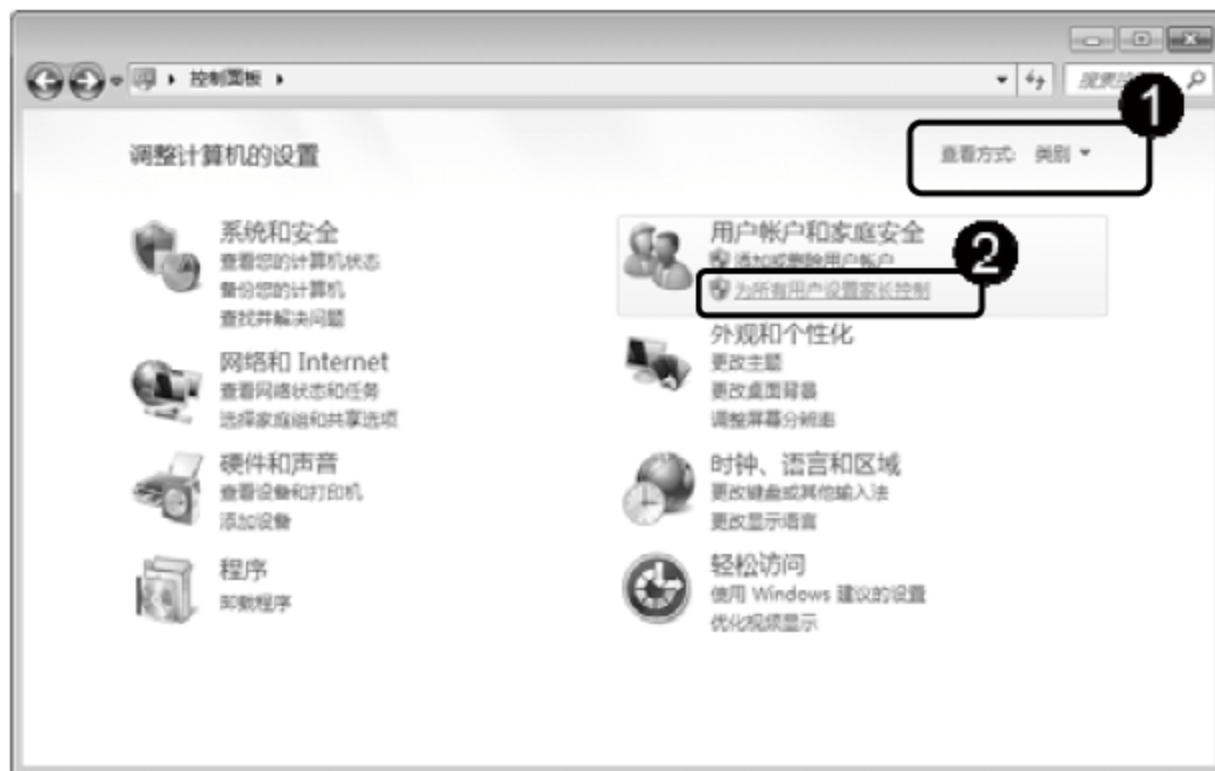 控制面板
搜索控
1
调整计算机的设置
查看方式: 类别
系统和安全
查看您的计算机状态
备份您的计算机
查找并解决问题
网络和 Internet
查看网络状态和任务
选择家庭组和共享选项
硬件和声音
查看设备和打印机
添加设备
程序
卸载程序
用户帐户和家庭安全
2
添加或删除用户帐户
为所有用户设置家长控制
外观和个性化
更改主题
更改桌面背景
调整屏幕分辨率
时钟、语言和区域
更改键盘或其他输入法
更改显示语言
轻松访问
使用 Windows 建议的设置
优化视频显示